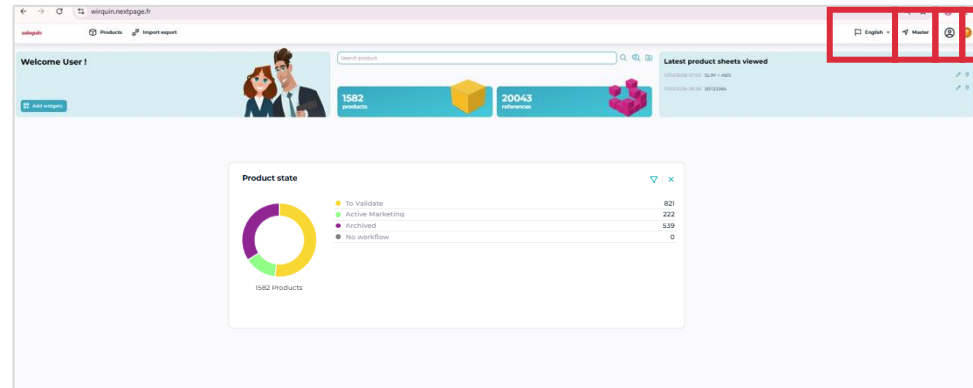 wirquin.nextpage.fr
wirquin Products Import export English Master ?
Welcome User !
Add widgets
Search product
1582
products
20043
references
Latest product sheets viewed
SLIM + ABS
Product state
To Validate 821
Active Marketing 222
Archived 539
No workflow 0
1582 Products